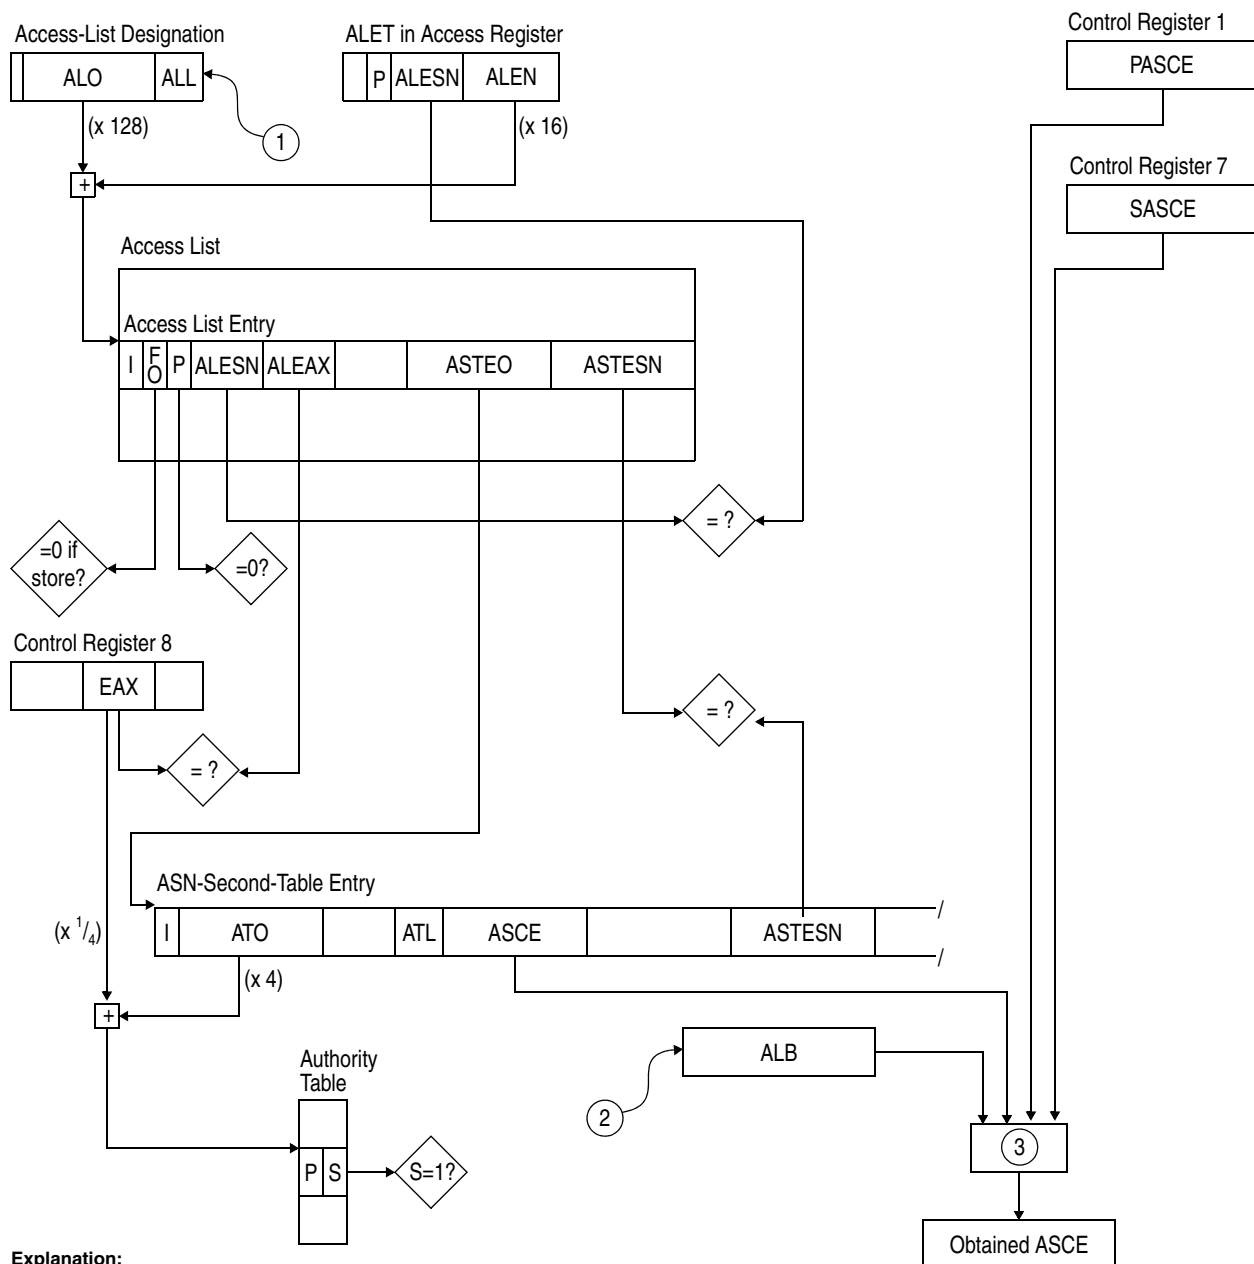 Access-List Designation
ALO ALL
(x 128)
1
ALET in Access Register
P ALESN ALEN
(x 16)
+
Control Register 1
PASCE
Control Register 7
SASCE
Access List
Access List Entry
I FO P ALESN ALEAX ASTEO ASTESN
= ?
=0 if
store?
=0?
Control Register 8
EAX
= ?
= ?
ASN-Second-Table Entry
I ATO ATL ASCE ASTESN
/
/
(x 1/4)
(x 4)
+
ALB
2
Authority
Table
P S
S=1?
3
Obtained ASCE
Explanation: